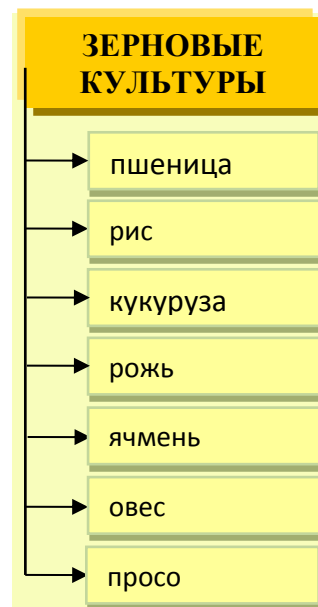 ЗЕРНОВЫЕ
КУЛЬТУРЫ
пшеница
рис
кукуруза
рожь
ячмень
овес
просо